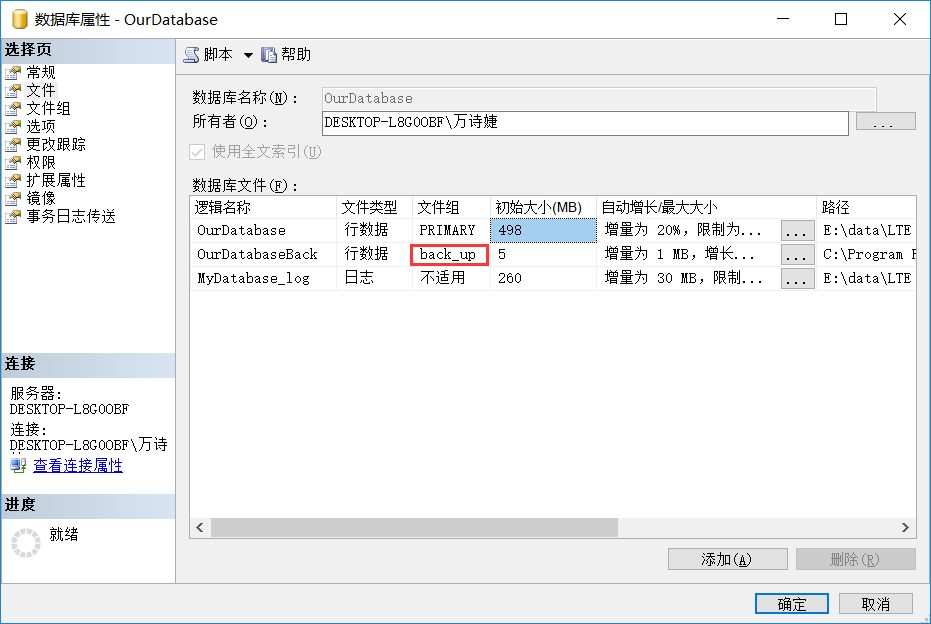 数据库属性 - OurDatabase
选择页
常规
文件
文件组
选项
更改跟踪
权限
扩展属性
镜像
事务日志传送
连接
服务器:
DESKTOP-L8G0OBF
连接:
DESKTOP-L8G0OBF\万诗
查看连接属性
进度
就绪
脚本 帮助
数据库名称(N): OurDatabase
所有者(O): DESKTOP-L8G0OBF\万诗婕 ...
使用全文索引(U)
数据库文件(F):
逻辑名称 文件类型 文件组 初始大小(MB) 自动增长/最大大小 路径
OurDatabase 行数据 PRIMARY 498 增量为 20%，限制为... ... E:\data\LTE
OurDatabaseBack 行数据 back_up 5 增量为 1 MB，增长... ... C:\Program F
MyDatabase_log 日志 不适用 260 增量为 30 MB，限制... ... E:\data\LTE
添加(A) 删除(R)
确定 取消